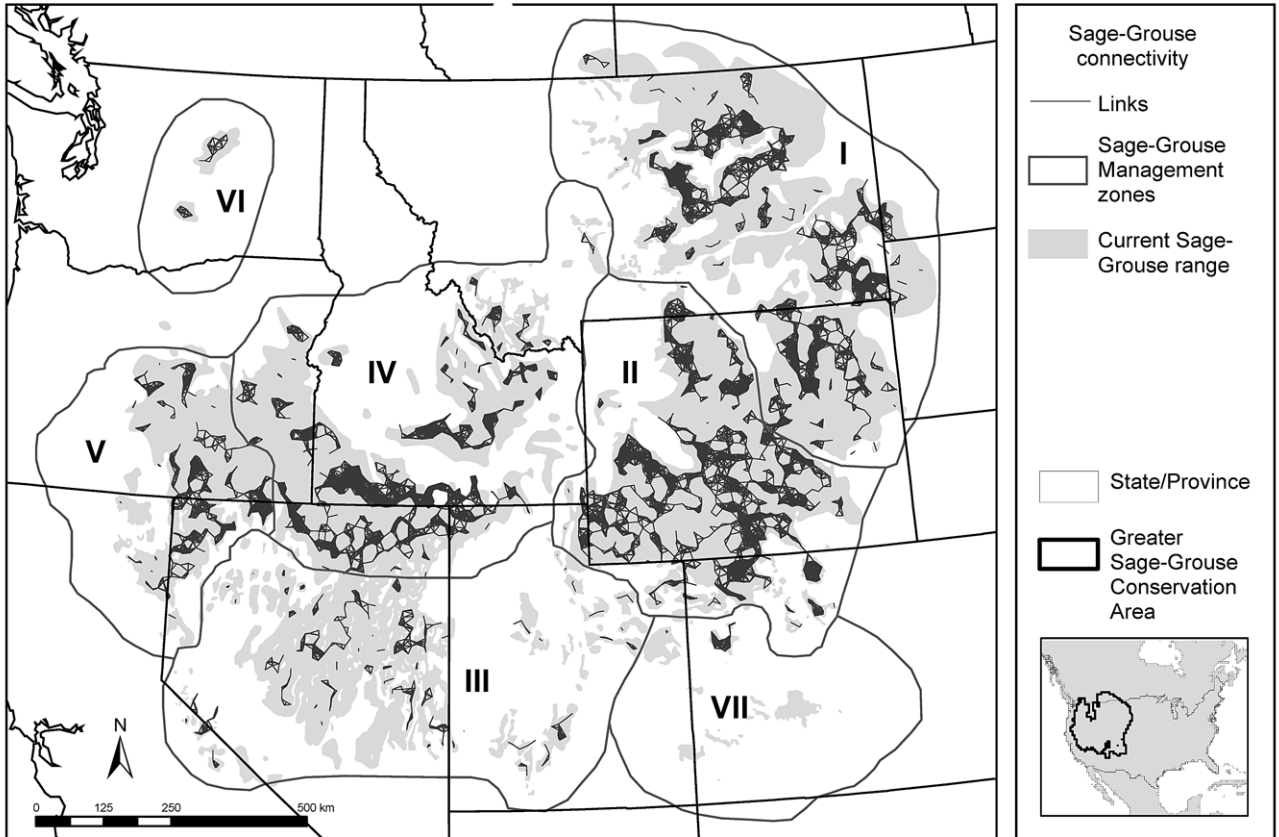 I
VI
IV
II
V
III
VII
N
0 125 250 500 km
Sage-Grouse
connectivity
Links
Sage-Grouse
Management
zones
Current Sage-
Grouse range
State/Province
Greater
Sage-Grouse
Conservation
Area